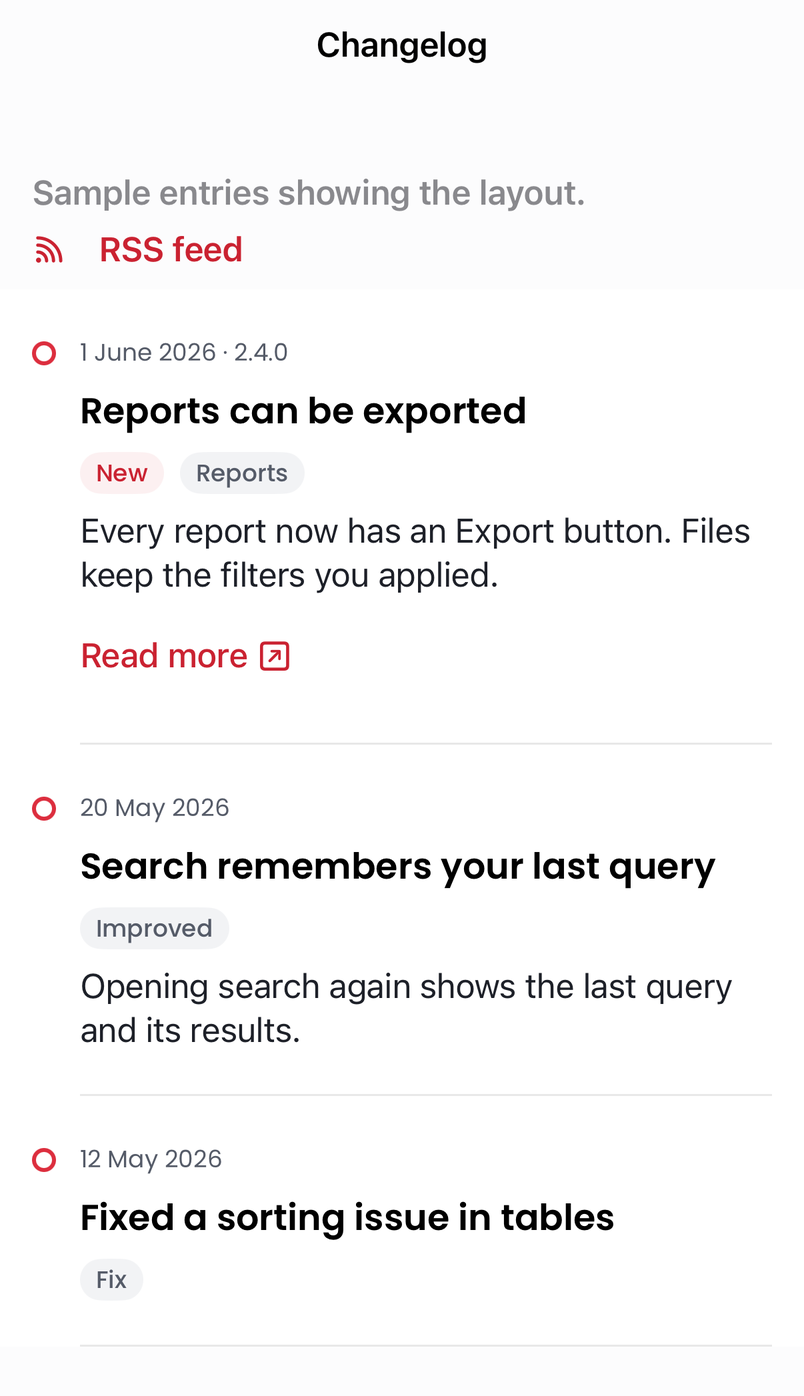 Changelog
Sample entries showing the layout.
RSS feed
1 June 2026 · 2.4.0
Reports can be exported
New Reports
Every report now has an Export button. Files
keep the filters you applied.
Read more
20 May 2026
Search remembers your last query
Improved
Opening search again shows the last query
and its results.
12 May 2026
Fixed a sorting issue in tables
Fix